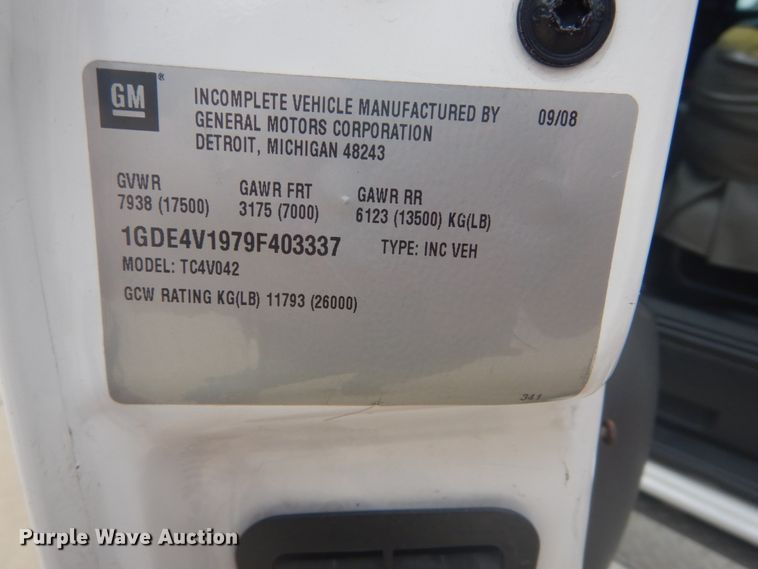 GM ®
INCOMPLETE VEHICLE MANUFACTURED BY 09/08
GENERAL MOTORS CORPORATION
DETROIT, MICHIGAN 48243
GVWR GAWR FRT GAWR RR
7938 (17500) 3175 (7000) 6123 (13500) KG(LB)
1GDE4V1979F403337 TYPE: INC VEH
MODEL: TC4V042
GCW RATING KG(LB) 11793 (26000)
341
Purple Wave Auction